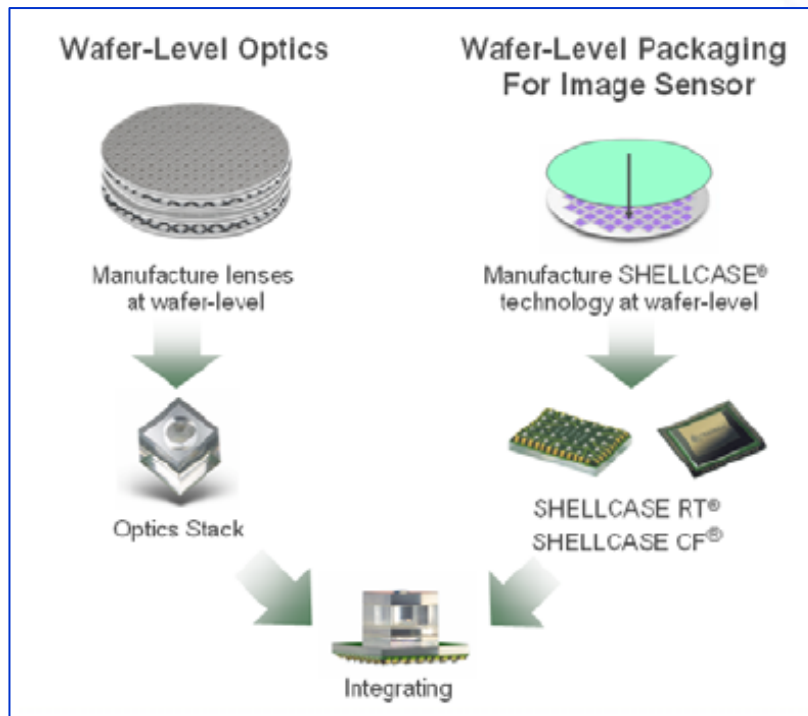 Wafer-Level Optics
Wafer-Level Packaging
For Image Sensor
Manufacture lenses
at wafer-level
Manufacture SHELLCASE®
technology at wafer-level
Optics Stack
SHELLCASE RT®
SHELLCASE CF®
Integrating